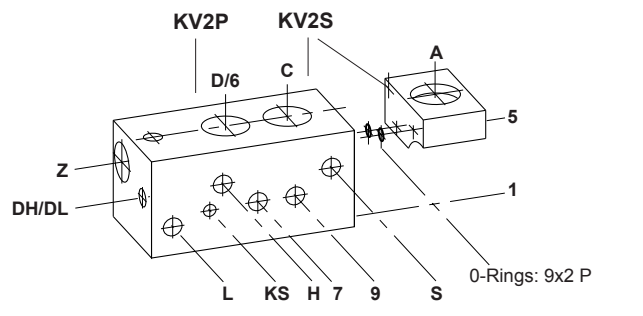 KV2P KV2S
A
C
D/6
5
Z
DH/DL
1
0-Rings: 9x2 P
L KS H 7 9 S